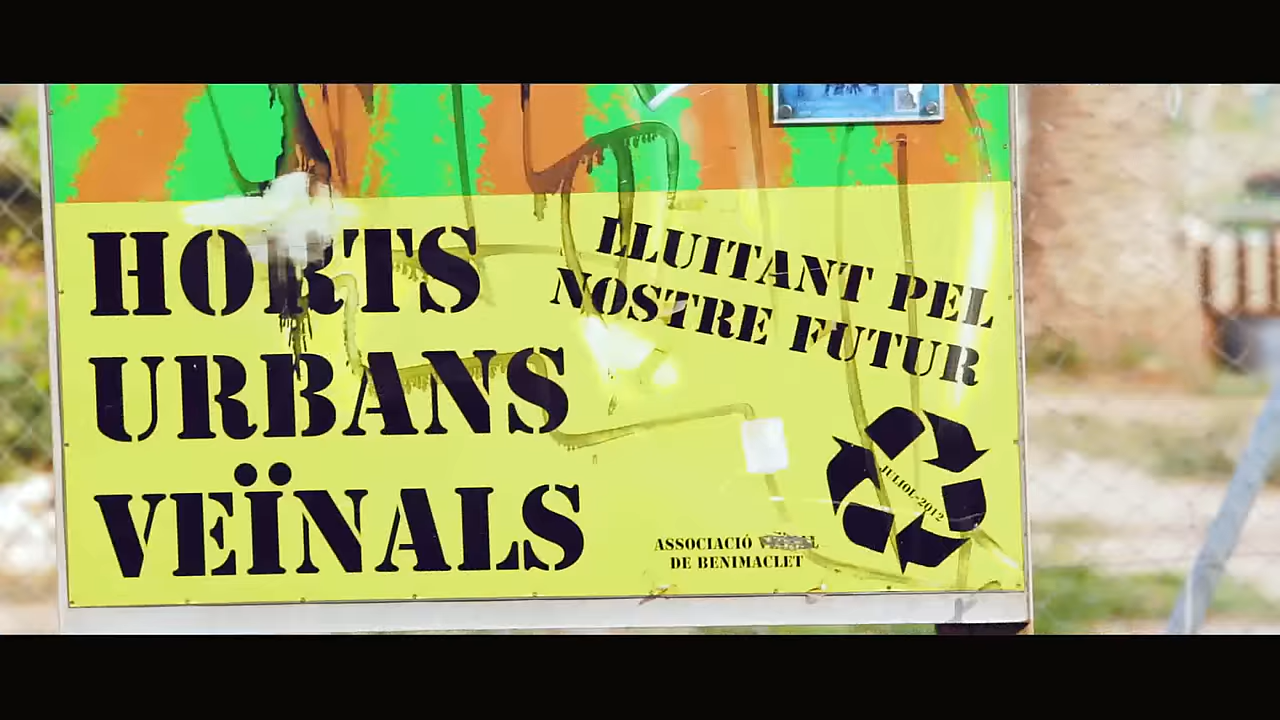 HORTS
URBANS
VEÏNALS
LLUITANT PEL
NOSTRE FUTUR
JULIOL-2012
ASSOCIACIÓ
DE BENIMACLET